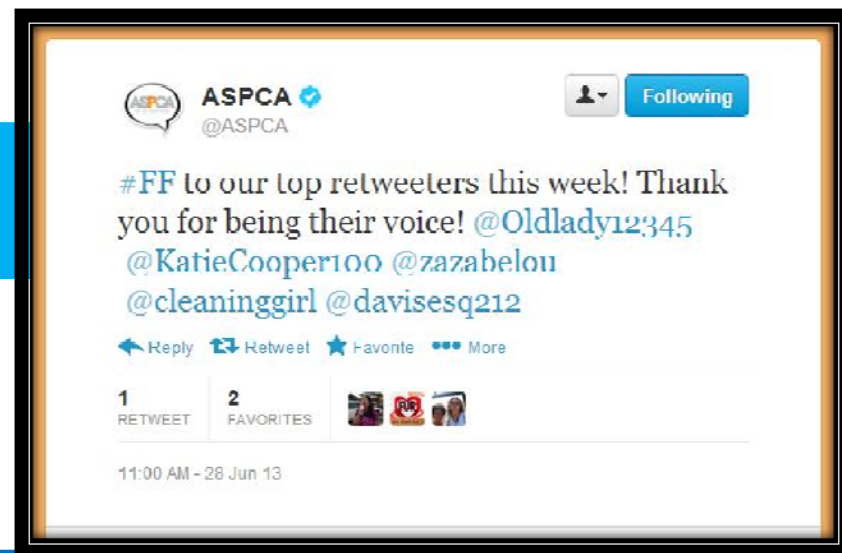 ASPCA
ASPCA
@ASPCA
Following
#FF to our top retweeters this week! Thank
you for being their voice! @Oldlady12345
@KatieCooper100 @zazabelou
@cleaninggirl @davisesq212
Reply Retweet Favorite More
1 2
RETWEET FAVORITES
11:00 AM - 28 Jun 13